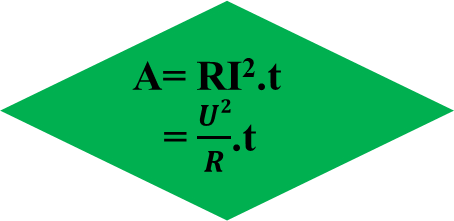 A= RI².t
= U²/R .t